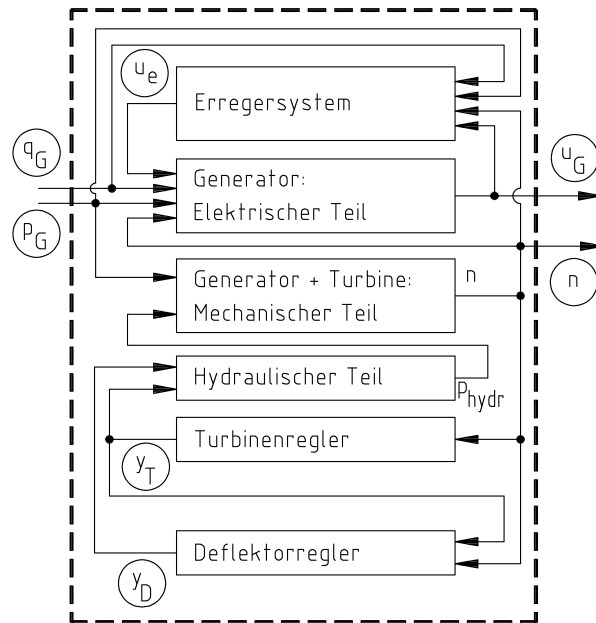 u_e
Erregersystem
q_G
p_G
u_G
Generator:
Elektrischer Teil
n
Generator + Turbine:
Mechanischer Teil
n
Hydraulischer Teil
p_hydr
Turbinenregler
y_T
Deflektorregler
y_D